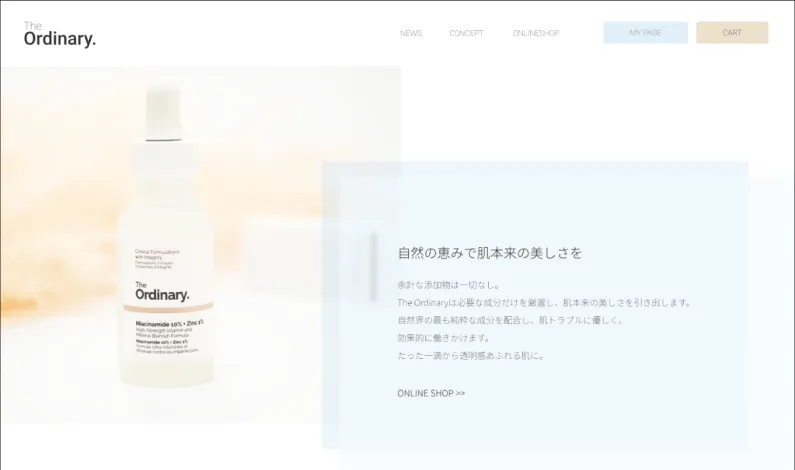 The
Ordinary.
NEWS
CONCEPT
ONLINESHOP
MY PAGE
CART
Clinical Formulations
with Integrity.
The
Ordinary.
Niacinamide 10% + Zinc 1%
High-Strength Vitamin and
Mineral Blemish Formula
Niacinamide 10% + Zinc 1%
自然の恵みで肌本来の美しさを
余計な添加物は一切なし。
The Ordinaryは必要な成分だけを厳選し、肌本来の美しさを引き出します。
自然界の最も純粋な成分を配合し、肌トラブルに優しく、
効果的に働きかけます。
たった一滴から透明感あふれる肌に。
ONLINE SHOP >>